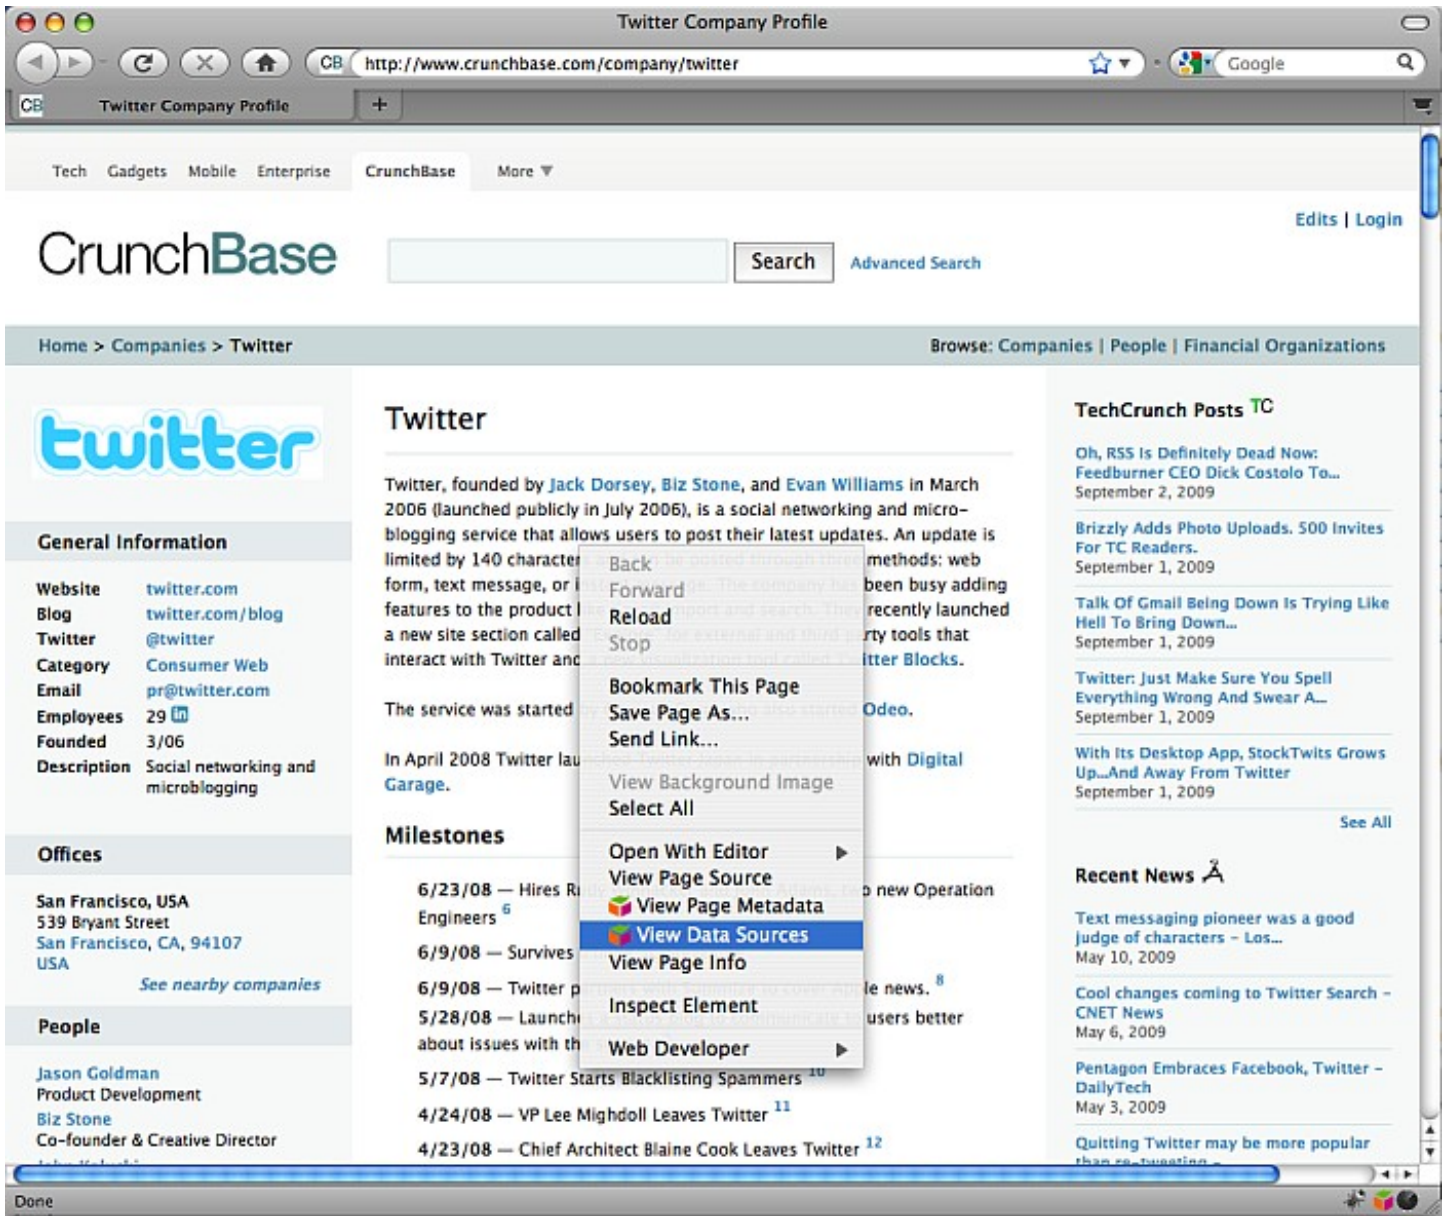 Twitter Company Profile
CB http://www.crunchbase.com/company/twitter Google
CB Twitter Company Profile +
Tech Gadgets Mobile Enterprise CrunchBase More
Edits | Login
CrunchBase Search Advanced Search
Home > Companies > Twitter
Browse: Companies | People | Financial Organizations
twitter
General Information
Website twitter.com
Blog twitter.com/blog
Twitter @twitter
Category Consumer Web
Email pr@twitter.com
Employees 29 in
Founded 3/06
Description Social networking and
microblogging
Offices
San Francisco, USA
539 Bryant Street
San Francisco, CA, 94107
USA
See nearby companies
People
Jason Goldman
Product Development
Biz Stone
Co-founder & Creative Director
Twitter
Twitter, founded by Jack Dorsey, Biz Stone, and Evan Williams in March
2006 (launched publicly in July 2006), is a social networking and micro-
blogging service that allows users to post their latest updates. An update is
limited by 140 character methods: web
form, text message, or i been busy adding
features to the product recently launched
a new site section called rty tools that
interact with Twitter and itter Blocks.
The service was started Odeo.
In April 2008 Twitter lau with Digital
Garage.
Milestones
6/23/08 — Hires R o new Operation
Engineers 6
6/9/08 — Survives
6/9/08 — Twitter p le news. 8
5/28/08 — Launch users better
about issues with th
5/7/08 — Twitter Starts Blacklisting Spammers 10
4/24/08 — VP Lee Mighdoll Leaves Twitter 11
4/23/08 — Chief Architect Blaine Cook Leaves Twitter 12
Back
Forward
Reload
Stop
Bookmark This Page
Save Page As...
Send Link...
View Background Image
Select All
Open With Editor
View Page Source
View Page Metadata
View Data Sources
View Page Info
Inspect Element
Web Developer
TechCrunch Posts TC
Oh, RSS Is Definitely Dead Now:
Feedburner CEO Dick Costolo To...
September 2, 2009
Brizzly Adds Photo Uploads. 500 Invites
For TC Readers.
September 1, 2009
Talk Of Gmail Being Down Is Trying Like
Hell To Bring Down...
September 1, 2009
Twitter: Just Make Sure You Spell
Everything Wrong And Swear A...
September 1, 2009
With Its Desktop App, StockTwits Grows
Up...And Away From Twitter
September 1, 2009
See All
Recent News
Text messaging pioneer was a good
judge of characters - Los...
May 10, 2009
Cool changes coming to Twitter Search -
CNET News
May 6, 2009
Pentagon Embraces Facebook, Twitter -
DailyTech
May 3, 2009
Quitting Twitter may be more popular
than re-tweeting -
Done